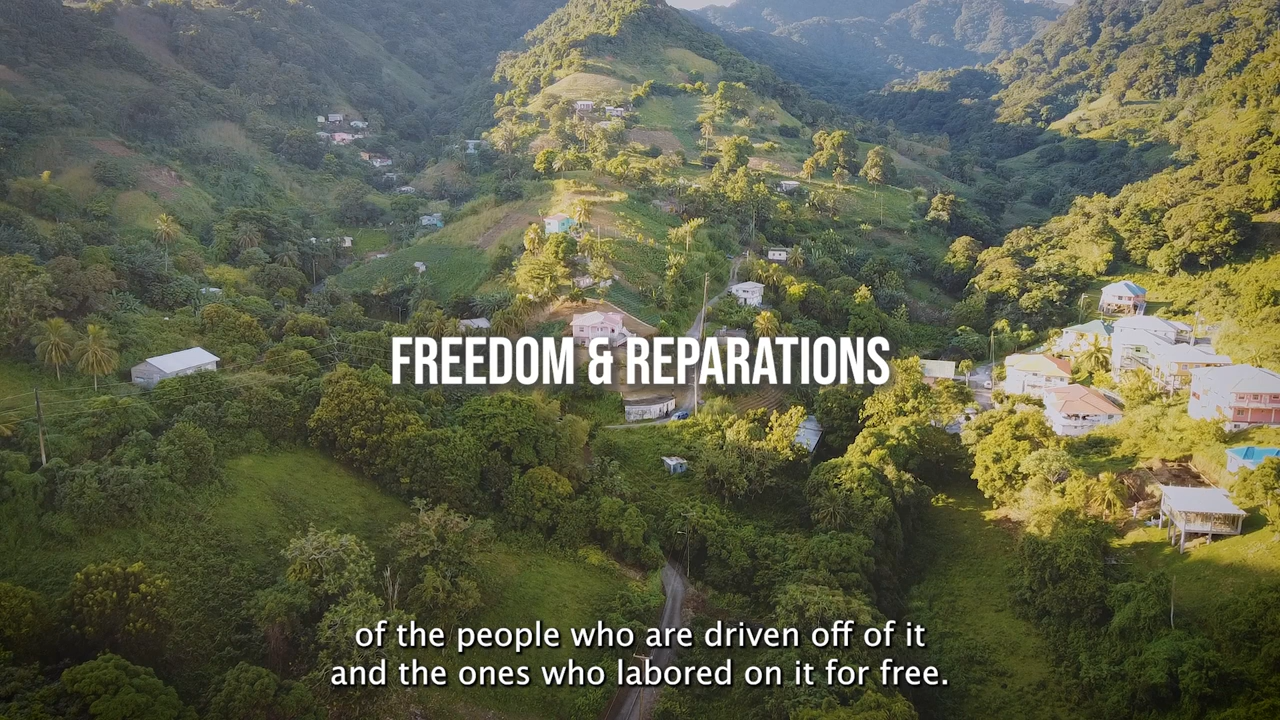 FREEDOM & REPARATIONS
of the people who are driven off of it
and the ones who labored on it for free.